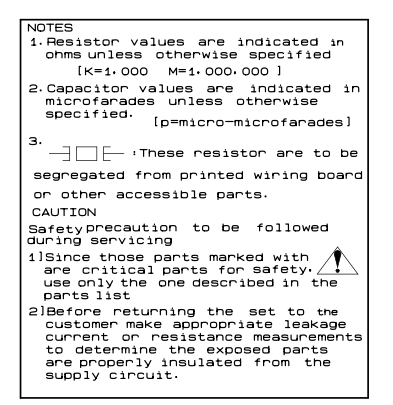 NOTES
1. Resistor values are indicated in
ohms unless otherwise specified
[K=1.000 M=1.000.000 ]
2. Capacitor values are indicated in
microfarades unless otherwise
specified.
[p=micro-microfarades]
3.
:These resistor are to be
segregated from printed wiring board
or other accessible parts.
CAUTION
Safety precaution to be followed
during servicing
1]Since those parts marked with
are critical parts for safety.
use only the one described in the
parts list
2]Before returning the set to the
customer make appropriate leakage
current or resistance measurements
to determine the exposed parts
are properly insulated from the
supply circuit.